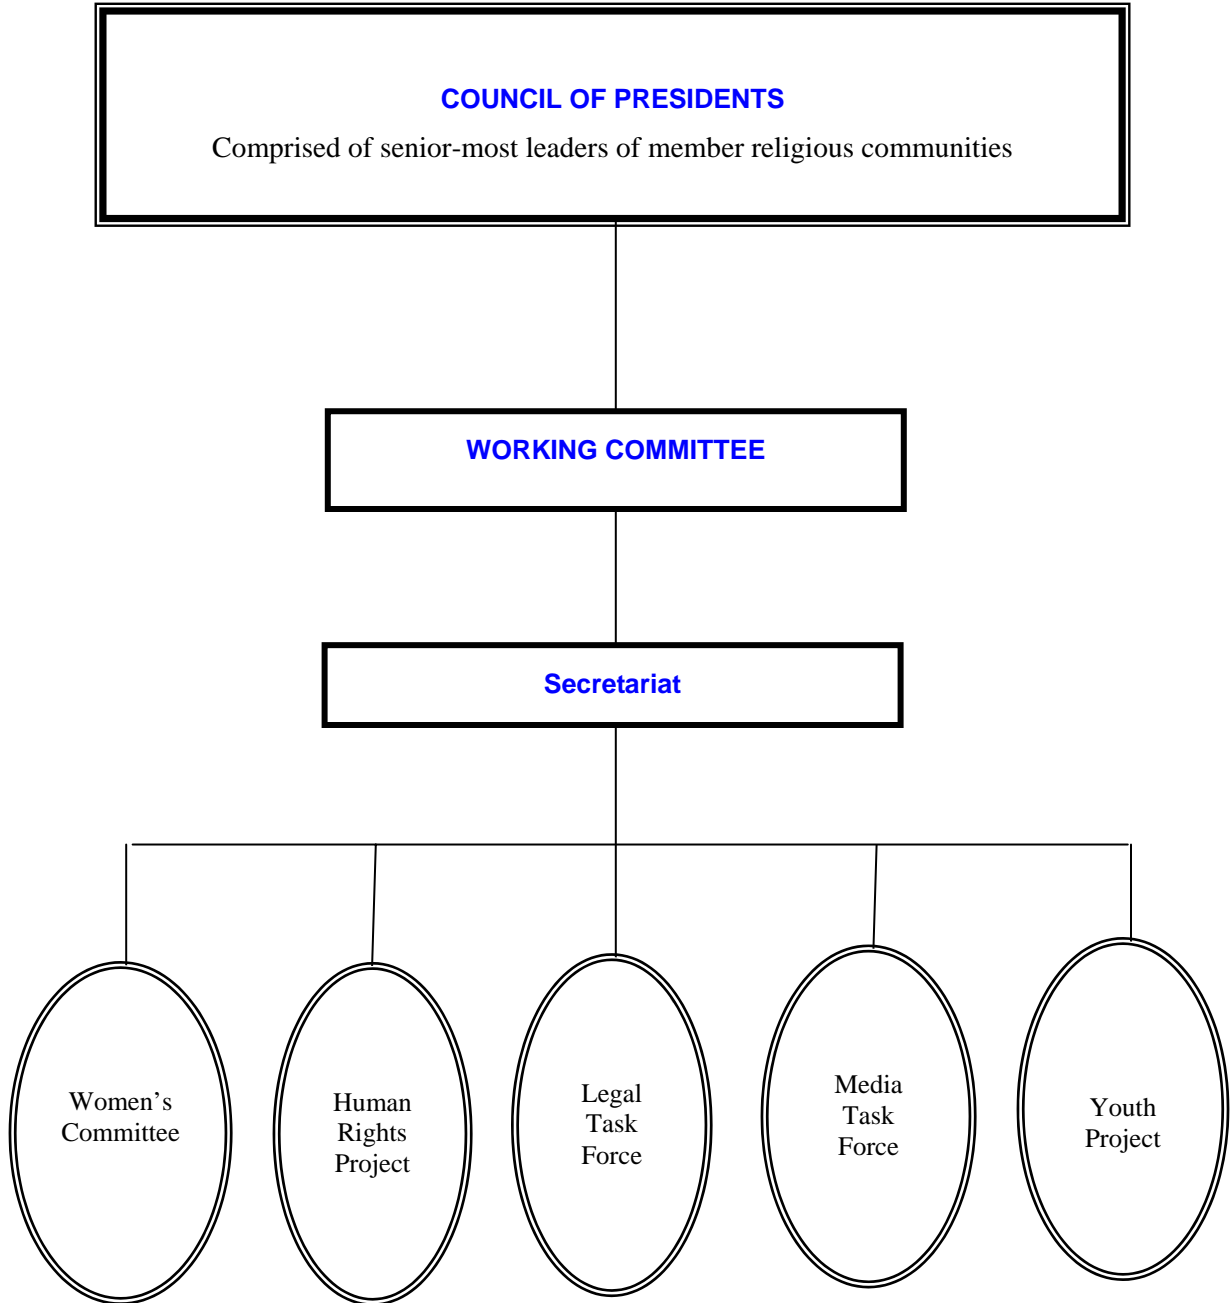 COUNCIL OF PRESIDENTS
Comprised of senior-most leaders of member religious communities
WORKING COMMITTEE
Secretariat
Women’s
Committee
Human
Rights
Project
Legal
Task
Force
Media
Task
Force
Youth
Project